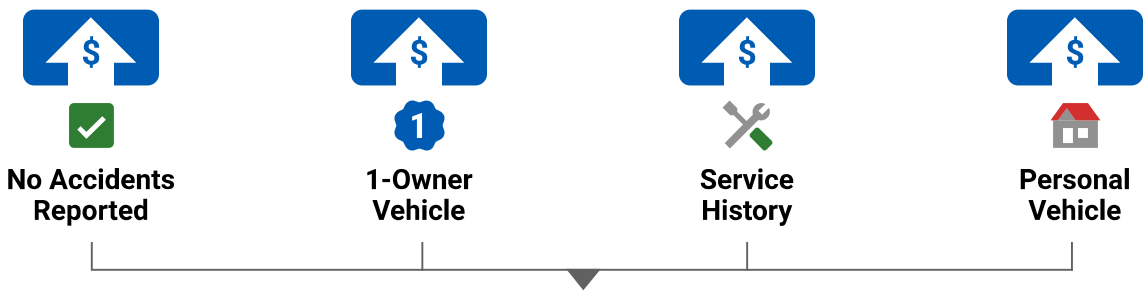 $ $ $ $
1
No Accidents 1-Owner Service Personal
Reported Vehicle History Vehicle